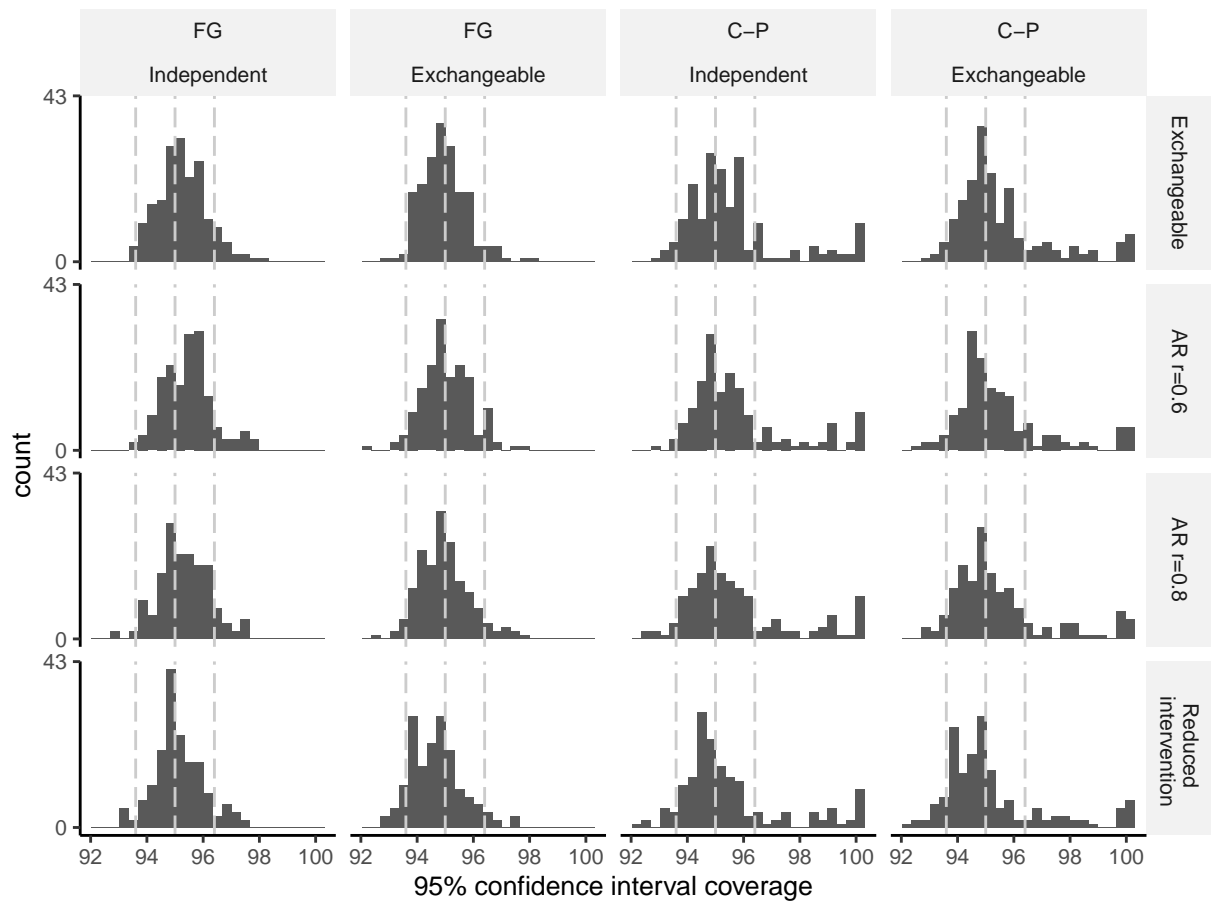 FG
FG
C−P
C−P
Independent
Exchangeable
Independent
Exchangeable
43
0
Exchangeable
43
0
AR r=0.6
43
0
AR r=0.8
43
0
Reduced
intervention
count
92 94 96 98 100
92 94 96 98 100
92 94 96 98 100
92 94 96 98 100
95% confidence interval coverage